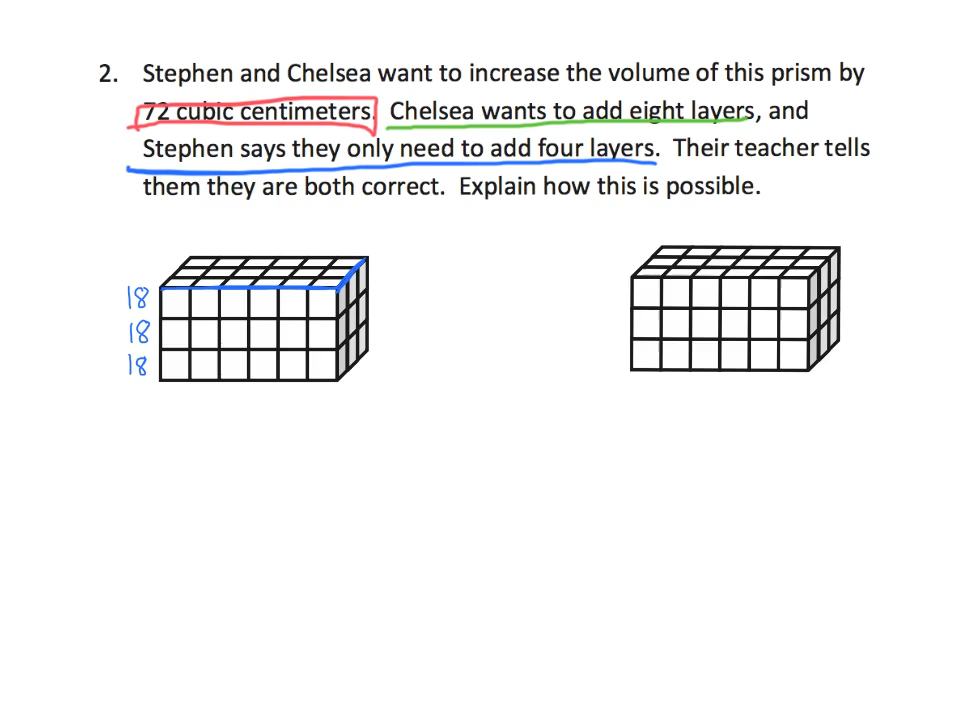 2. Stephen and Chelsea want to increase the volume of this prism by
72 cubic centimeters. Chelsea wants to add eight layers, and
Stephen says they only need to add four layers. Their teacher tells
them they are both correct. Explain how this is possible.
18
18
18